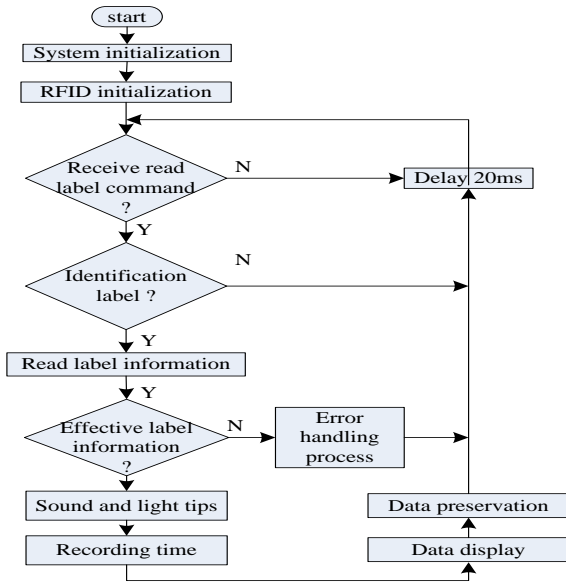 start
System initialization
RFID initialization
Receive read
label command
?
N
Delay 20ms
Y
Identification
label ?
N
Y
Read label information
Y
Effective label
information
?
N
Error
handling
process
Sound and light tips
Data preservation
Recording time
Data display